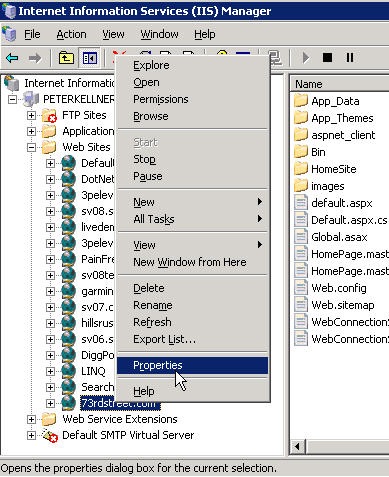 Internet Information Services (IIS) Manager
File Action View Window Help
Internet
PETERKELLNER
FTP Sites
Application
Web Sites
3pelev
sv08.s
liveden
3pelev
PainFre
sv08te
garmin
sv07.c
hillsrus
sv06.s
DiggPo
LINQ
Search
73rdstreet.com
Web Service Extensions
Default SMTP Virtual Server
Explore
Open
Permissions
Browse
Start
Stop
Pause
New
All Tasks
View
New Window from Here
Delete
Rename
Refresh
Export List...
Properties
Help
Name
App_Data
App_Themes
aspnet_client
Bin
HomeSite
images
default.aspx
Default.aspx.cs
Global.asax
HomePage.mast
HomePage.mast
Web.config
Web.sitemap
WebConnection
WebConnection
Opens the properties dialog box for the current selection.